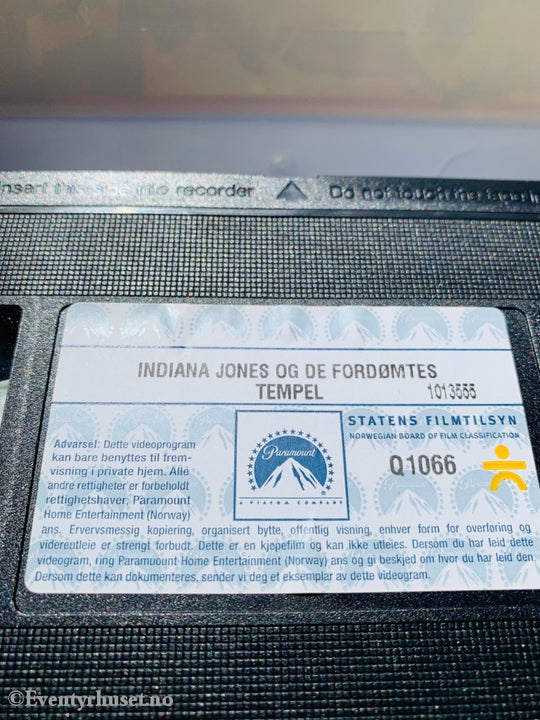 Insert this side into recorder
Do not touch the tape
INDIANA JONES OG DE FORDØMTES
TEMPEL
1013555
STATENS FILMTILSYN
NORWEGIAN BOARD OF FILM CLASSIFICATION
Q1066
Paramount
A VIACOM COMPANY
Advarsel: Dette videoprogram
kan bare benyttes til frem-
visning i private hjem. Alle
andre rettigheter er forbeholdt
rettighetshaver, Paramount
Home Entertainment (Norway)
ans. Ervervsmessig kopiering, organisert bytte, offentlig visning, enhver form for overføring og
videreutleie er strengt forbudt. Dette er en kjøpefilm og kan ikke utleies. Dersom du har leid dette
videogram, ring Paramuount Home Entertainment (Norway) ans og gi beskjed om hvor du har leid den.
Dersom dette kan dokumenteres, sender vi deg et eksemplar av dette videogram.
©Eventyrhuset.no